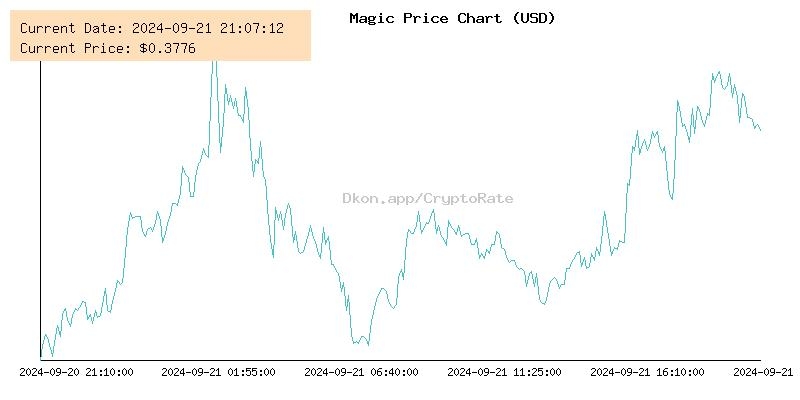 Magic Price Chart (USD)
Current Date: 2024-09-21 21:07:12
Current Price: $0.3776
Dkon.app/CryptoRate
2024-09-20 21:10:00 2024-09-21 01:55:00 2024-09-21 06:40:00 2024-09-21 11:25:00 2024-09-21 16:10:00 2024-09-21